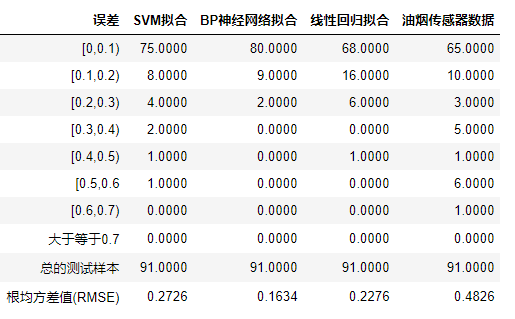 误差 SVM拟合 BP神经网络拟合 线性回归拟合 油烟传感器数据
[0,0.1) 75.0000 80.0000 68.0000 65.0000
[0.1,0.2) 8.0000 9.0000 16.0000 10.0000
[0.2,0.3) 4.0000 2.0000 6.0000 3.0000
[0.3,0.4) 2.0000 0.0000 0.0000 5.0000
[0.4,0.5) 1.0000 0.0000 1.0000 1.0000
[0.5,0.6 1.0000 0.0000 0.0000 6.0000
[0.6,0.7) 0.0000 0.0000 0.0000 1.0000
大于等于0.7 0.0000 0.0000 0.0000 0.0000
总的测试样本 91.0000 91.0000 91.0000 91.0000
根均方差值(RMSE) 0.2726 0.1634 0.2276 0.4826